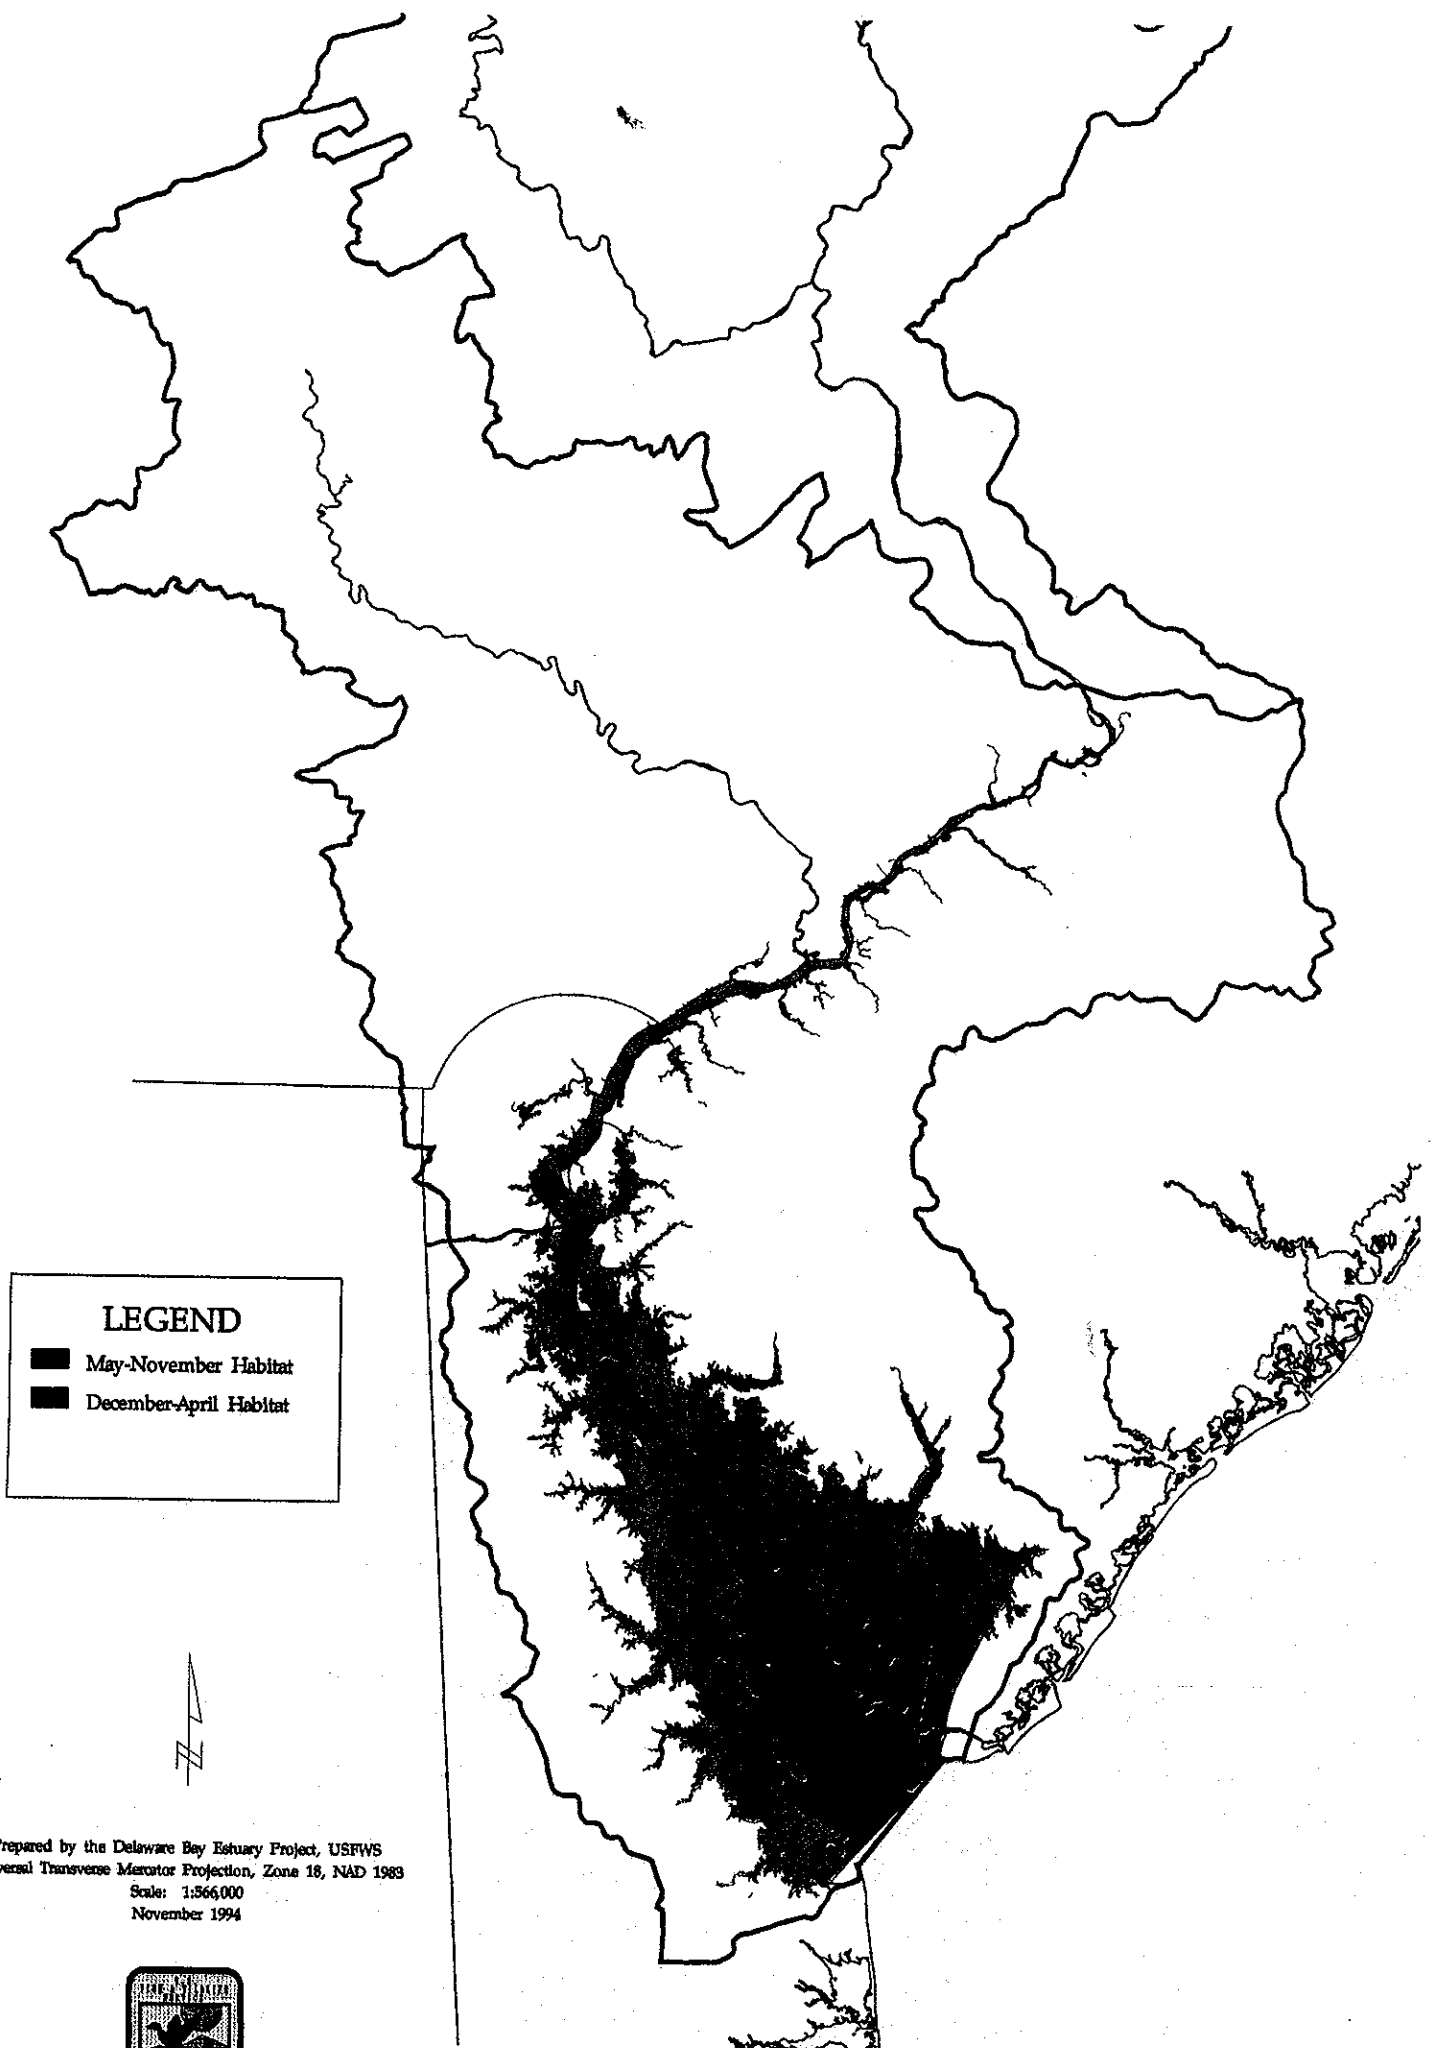 LEGEND
May-November Habitat
December-April Habitat
by the Delaware Bay Estuary Project, USFWS
Transverse Mercator Projection, Zone 18, NAD 1983
Scale: 1:566,000
November 1994
N